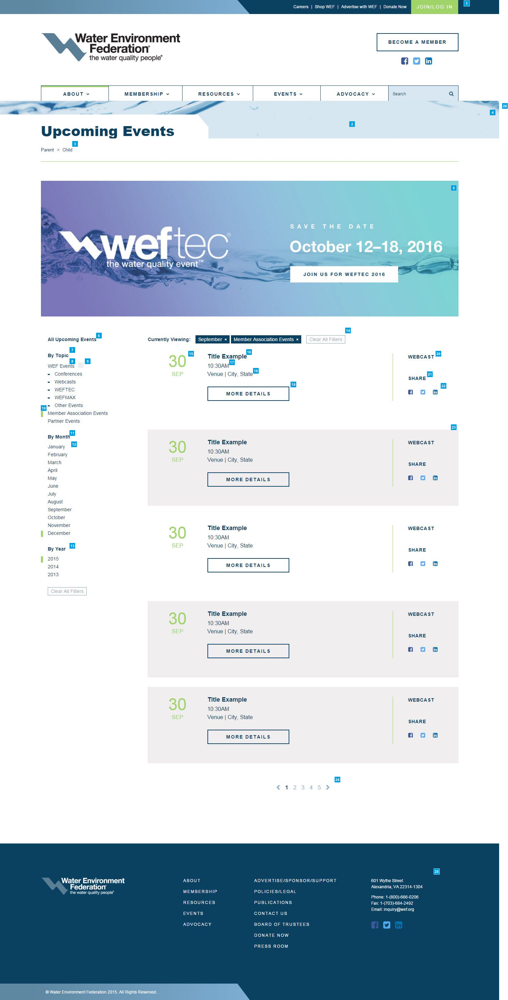 Careers | Shop WEF | Advertise with WEF | Donate Now JOIN/LOG IN 1
Water Environment
Federation®
the water quality people®
BECOME A MEMBER
ABOUT MEMBERSHIP RESOURCES EVENTS ADVOCACY Search
26
4
2
Upcoming Events
3
Parent > Child
5
SAVE THE DATE
weftec®
October 12–18, 2016
the water quality event™
JOIN US FOR WEFTEC 2016
All Upcoming Events 6
7
By Topic
8 9
WEF Events
Conferences
Webcasts
WEFTEC
WEFMAX
Other Events
10
Member Association Events
Partner Events
11
By Month
12
January
February
March
April
May
June
July
August
September
October
November
December
13
By Year
2015
2014
2013
Clear All Filters
14
Currently Viewing: September × Member Association Events × Clear All Filters
30 15
SEP
Title Example 16
10:30AM 17
Venue | City, State 18
MORE DETAILS 19
WEBCAST 20
SHARE 21
22
23
30
SEP
Title Example
10:30AM
Venue | City, State
MORE DETAILS
WEBCAST
SHARE
30
SEP
Title Example
10:30AM
Venue | City, State
MORE DETAILS
WEBCAST
SHARE
30
SEP
Title Example
10:30AM
Venue | City, State
MORE DETAILS
WEBCAST
SHARE
30
SEP
Title Example
10:30AM
Venue | City, State
MORE DETAILS
WEBCAST
SHARE
24
1 2 3 4 5
Water Environment
Federation®
the water quality people®
ABOUT
MEMBERSHIP
RESOURCES
EVENTS
ADVOCACY
ADVERTISE/SPONSOR/SUPPORT
POLICIES/LEGAL
PUBLICATIONS
CONTACT US
BOARD OF TRUSTEES
DONATE NOW
PRESS ROOM
25
601 Wythe Street
Alexandria, VA 22314-1304
Phone: 1-(800)-666-0206
Fax: 1-(703)-684-2492
Email: inquiry@wef.org
© Water Environment Federation 2015. All Rights Reserved.